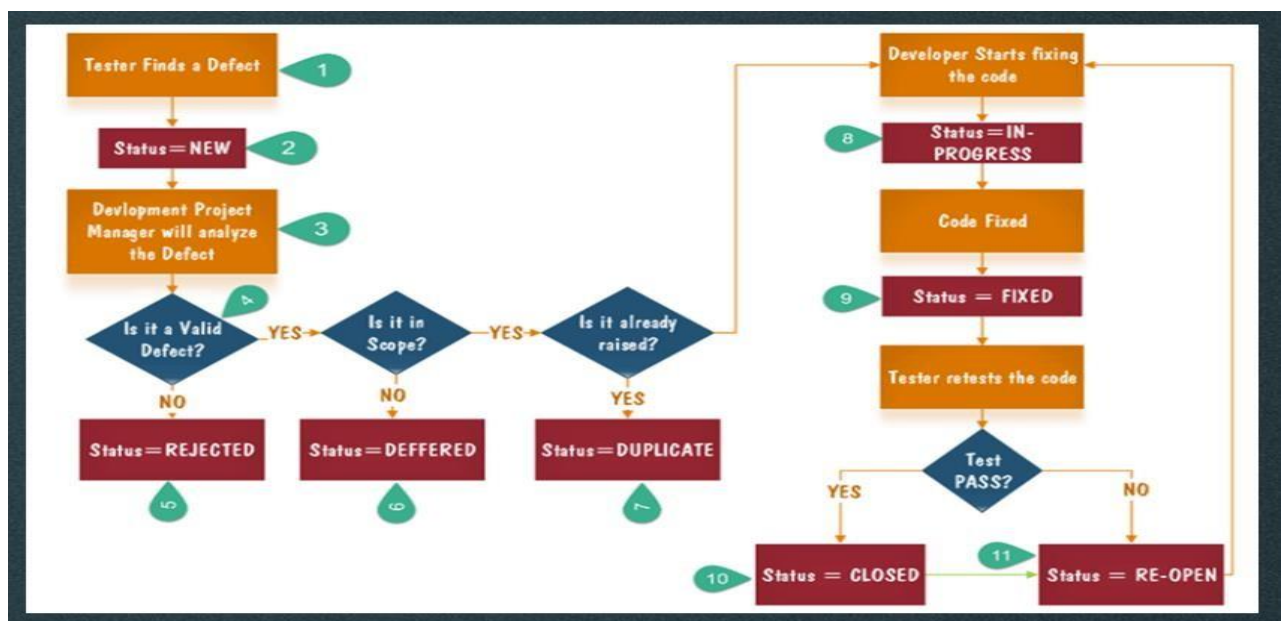 Tester Finds a Defect
1
Status=NEW
2
Devlopment Project
Manager will analyze
the Defect
3
4
Is it a Valid
Defect?
YES
Is it in
Scope?
YES
Is it already
raised?
NO
NO
YES
Status=REJECTED
Status=DEFFERED
Status=DUPLICATE
5
6
7
Developer Starts fixing
the code
8
Status=IN-
PROGRESS
Code Fixed
9
Status = FIXED
Tester retests the code
Test
PASS?
YES
NO
10
Status = CLOSED
11
Status = RE-OPEN